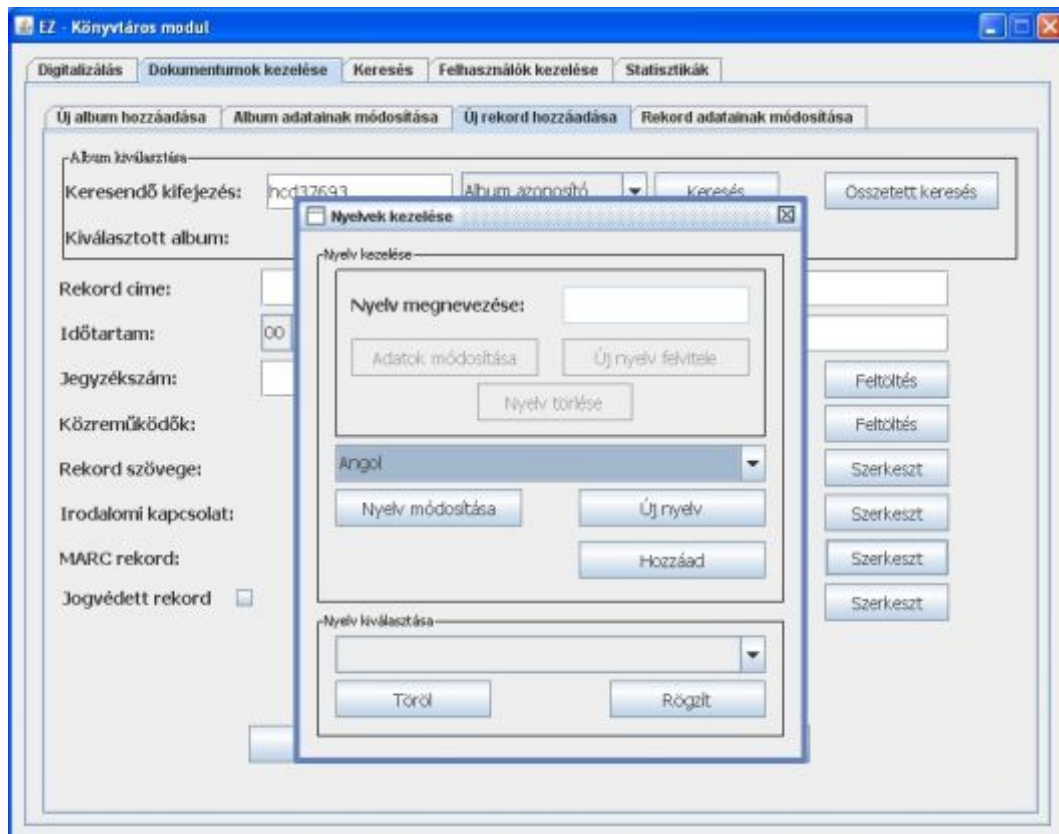 EZ - Könyvtáros modul
Digitalizálás Dokumentumok kezelése Keresés Felhasználók kezelése Statisztikák
Új album hozzáadása Album adatainak módosítása Új rekord hozzáadása Rekord adatainak módosítása
Album kiválasztása
Keresendő kifejezés: hcd37693 Album azonosító Keresés Összetett keresés
Kiválasztott album:
Rekord címe:
Időtartam: 00
Jegyzékszám: Feltöltés
Közreműködők: Feltöltés
Rekord szövege: Szerkeszt
Irodalomi kapcsolat: Szerkeszt
MARC rekord: Szerkeszt
Jogvédett rekord Szerkeszt
Nyelvek kezelése
Nyelv kezelése
Nyelv megnevezése:
Adatok módosítása Új nyelv felvitele
Nyelv törlése
Angol
Nyelv módosítása Új nyelv
Hozzáad
Nyelv kiválasztása
Töröl Rögzít